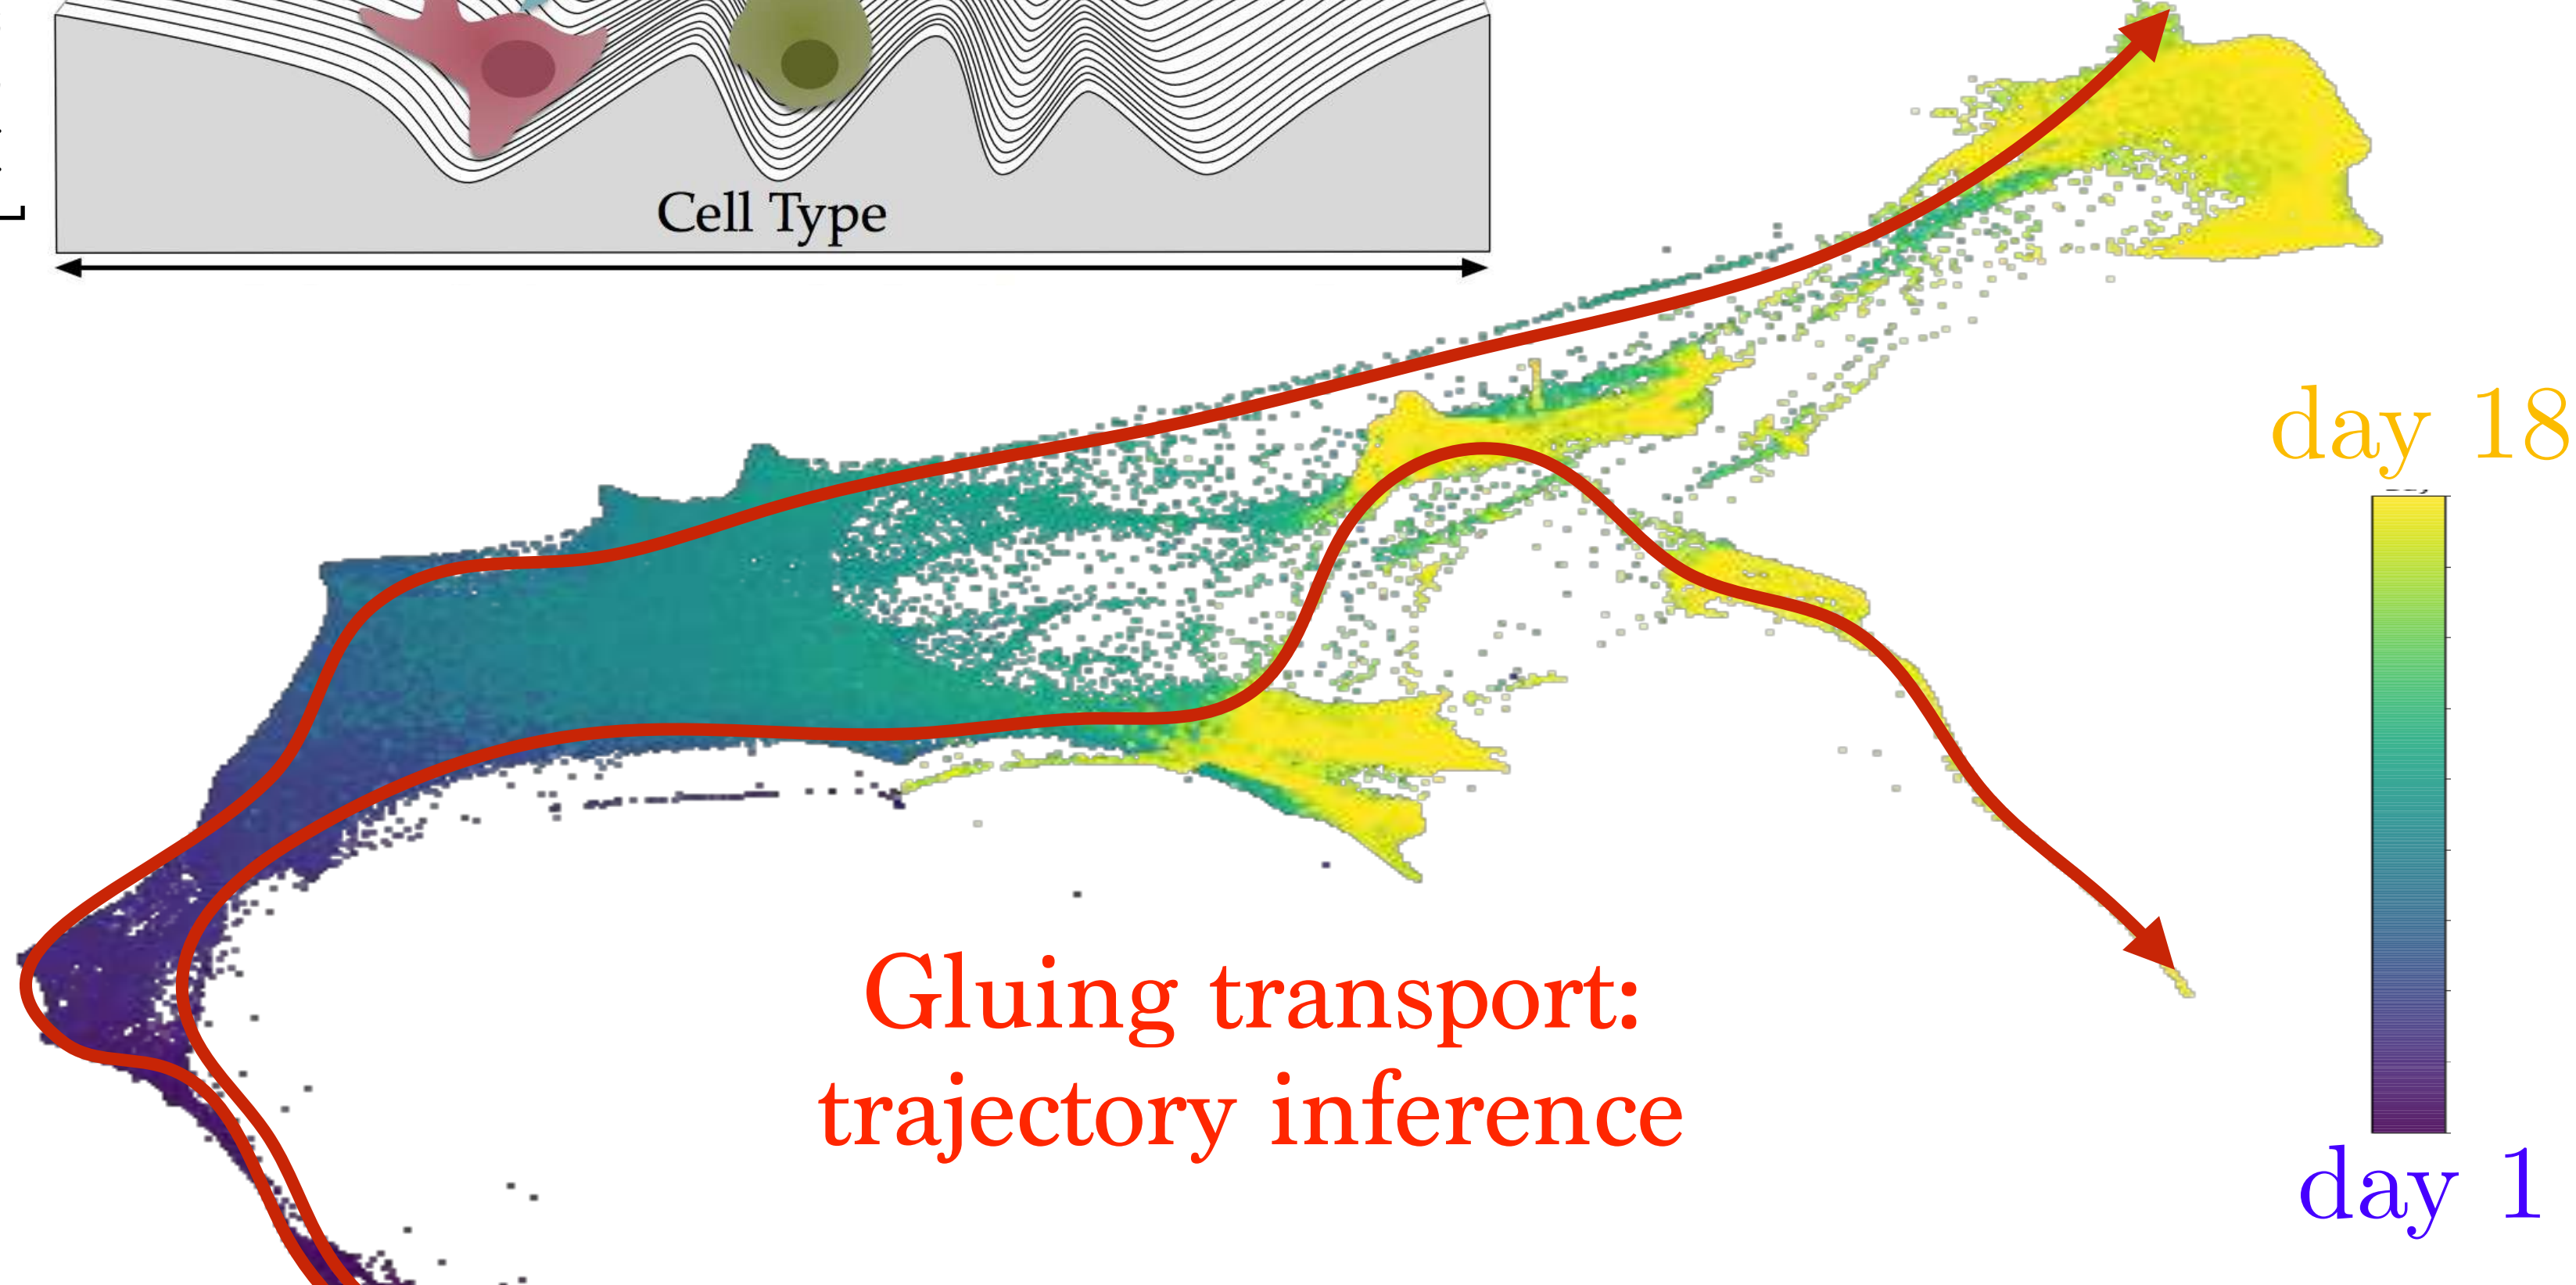 Cell Type
day 18
Gluing transport:
trajectory inference
day 1